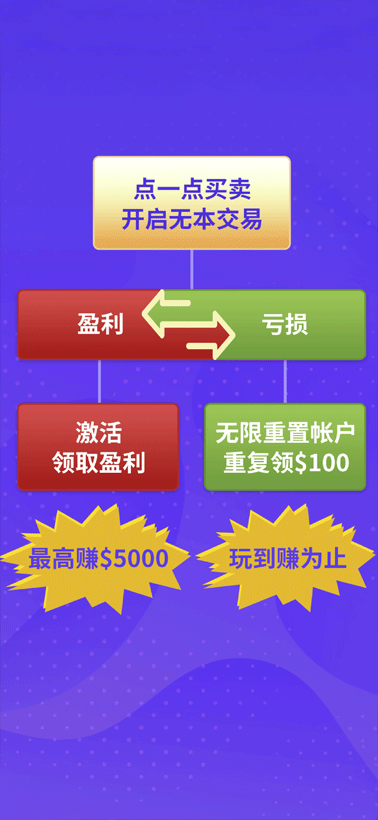 点一点买卖
开启无本交易
盈利
亏损
激活
领取盈利
无限重置帐户
重复领$100
最高赚$5000
玩到赚为止